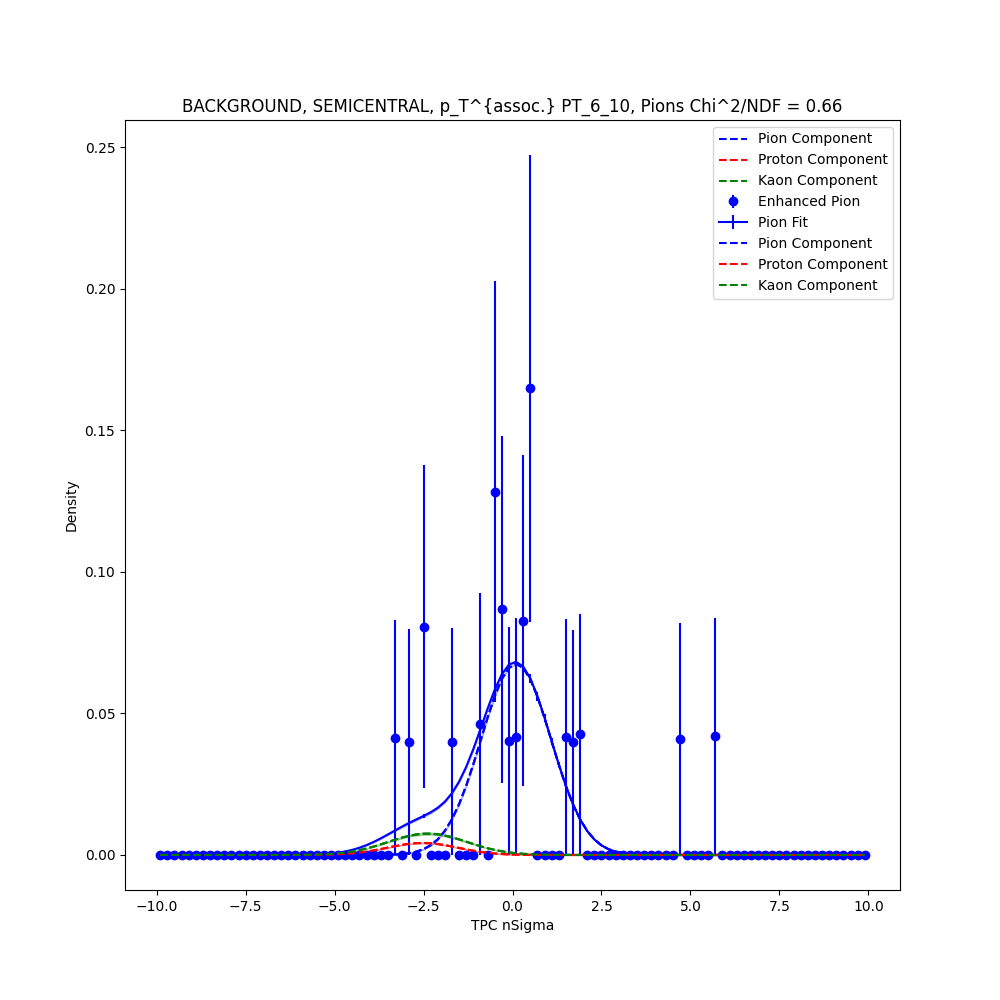 BACKGROUND, SEMICENTRAL, p_T^{assoc.} PT_6_10, Pions Chi^2/NDF = 0.66
Pion Component
Proton Component
Kaon Component
Enhanced Pion
Pion Fit
Pion Component
Proton Component
Kaon Component
0.25
0.20
0.15
0.10
0.05
0.00
Density
−10.0 −7.5 −5.0 −2.5 0.0 2.5 5.0 7.5 10.0
TPC nSigma